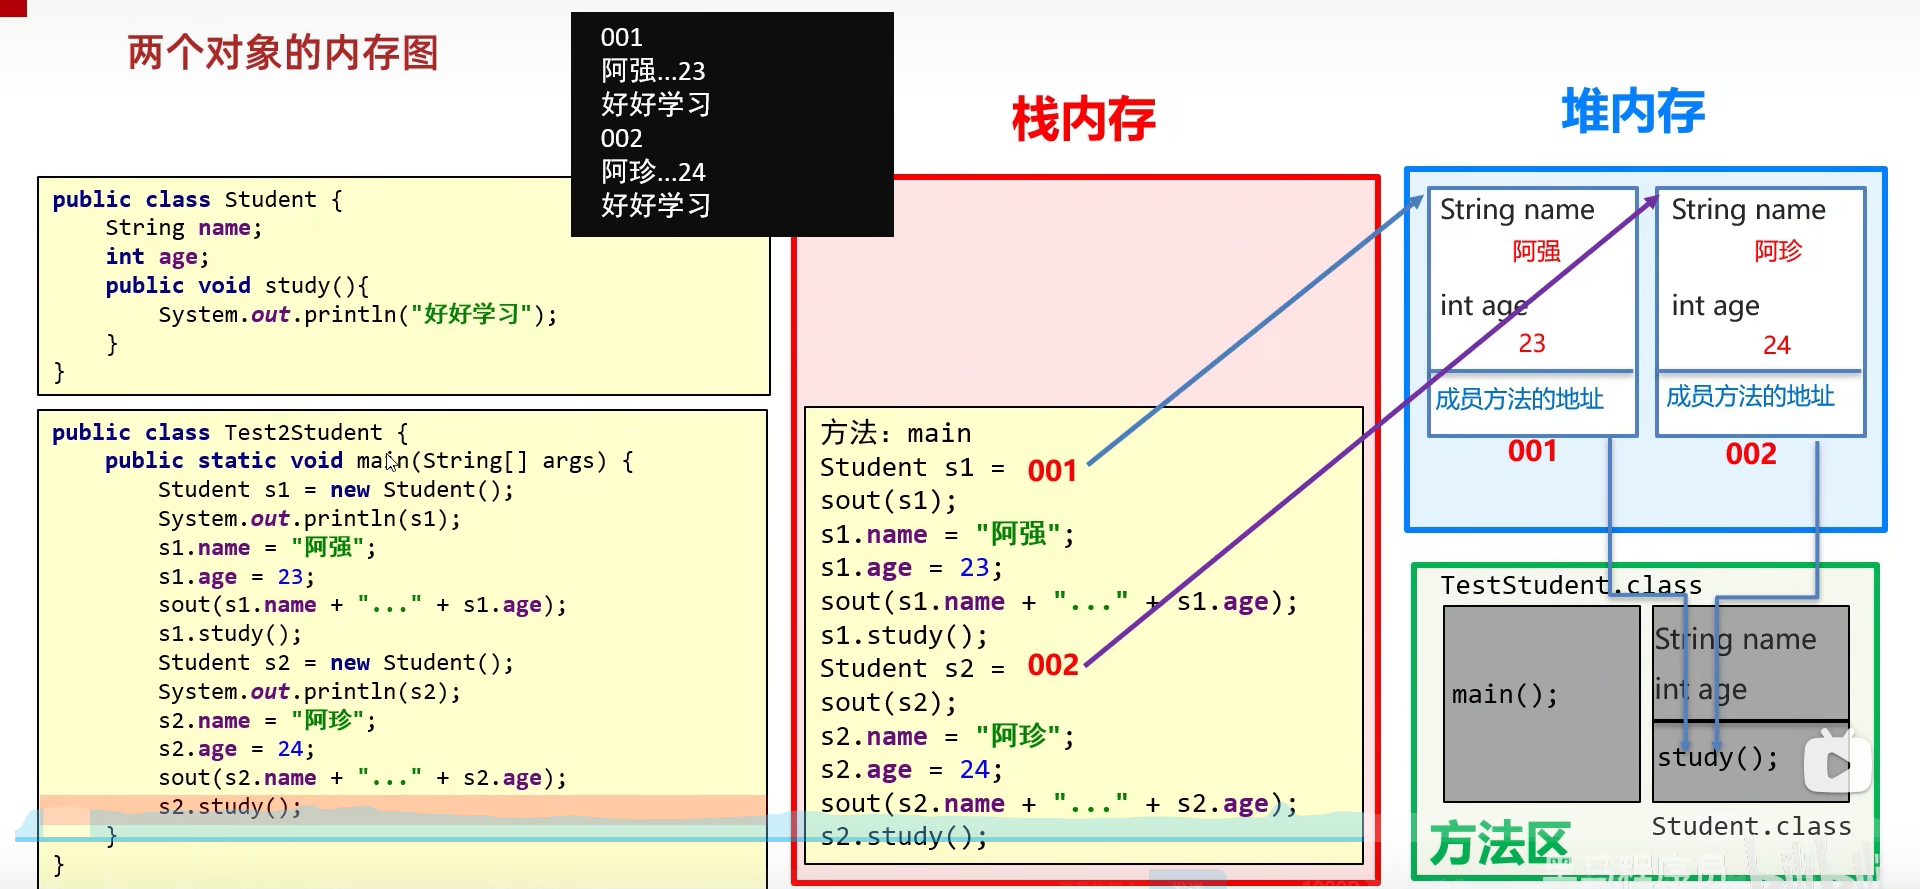 两个对象的内存图
001
阿强...23
好好学习
002
阿珍...24
好好学习
public class Student {
String name;
int age;
public void study(){
System.out.println("好好学习");
}
}
public class Test2Student {
public static void main(String[] args) {
Student s1 = new Student();
System.out.println(s1);
s1.name = "阿强";
s1.age = 23;
sout(s1.name + "..." + s1.age);
s1.study();
Student s2 = new Student();
System.out.println(s2);
s2.name = "阿珍";
s2.age = 24;
sout(s2.name + "..." + s2.age);
s2.study();
}
}
栈内存
方法：main
Student s1 = 001
sout(s1);
s1.name = "阿强";
s1.age = 23;
sout(s1.name + "..." + s1.age);
s1.study();
Student s2 = 002
sout(s2);
s2.name = "阿珍";
s2.age = 24;
sout(s2.name + "..." + s2.age);
s2.study();
堆内存
String name
阿强
int age
23
成员方法的地址
001
String name
阿珍
int age
24
成员方法的地址
002
TestStudent.class
main();
String name
int age
study();
Student.class
方法区